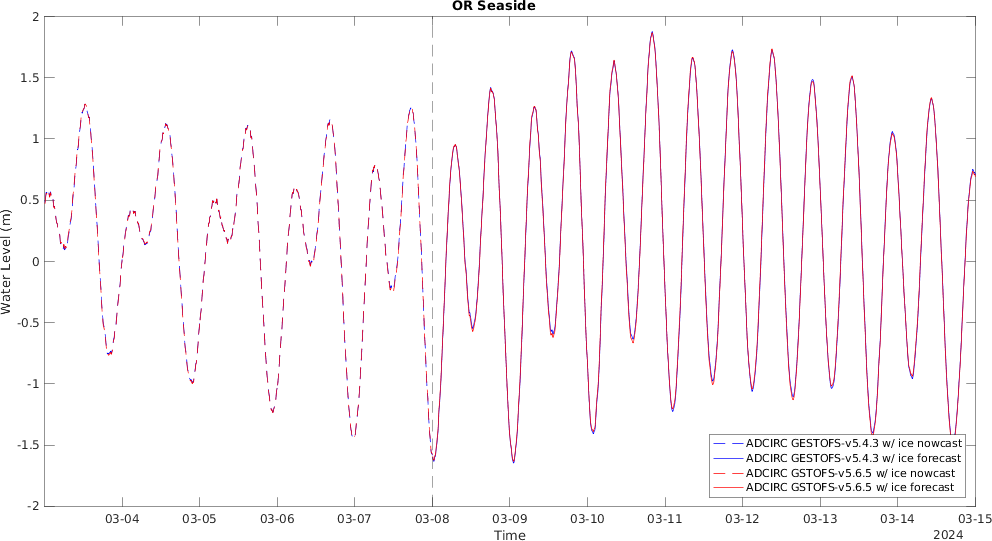 OR Seaside
2
1.5
1
0.5
0
-0.5
-1
-1.5
-2
Water Level (m)
ADCIRC GESTOFS-v5.4.3 w/ ice nowcast
ADCIRC GESTOFS-v5.4.3 w/ ice forecast
ADCIRC GSTOFS-v5.6.5 w/ ice nowcast
ADCIRC GSTOFS-v5.6.5 w/ ice forecast
03-04 03-05 03-06 03-07 03-08 03-09 03-10 03-11 03-12 03-13 03-14 03-15
Time
2024